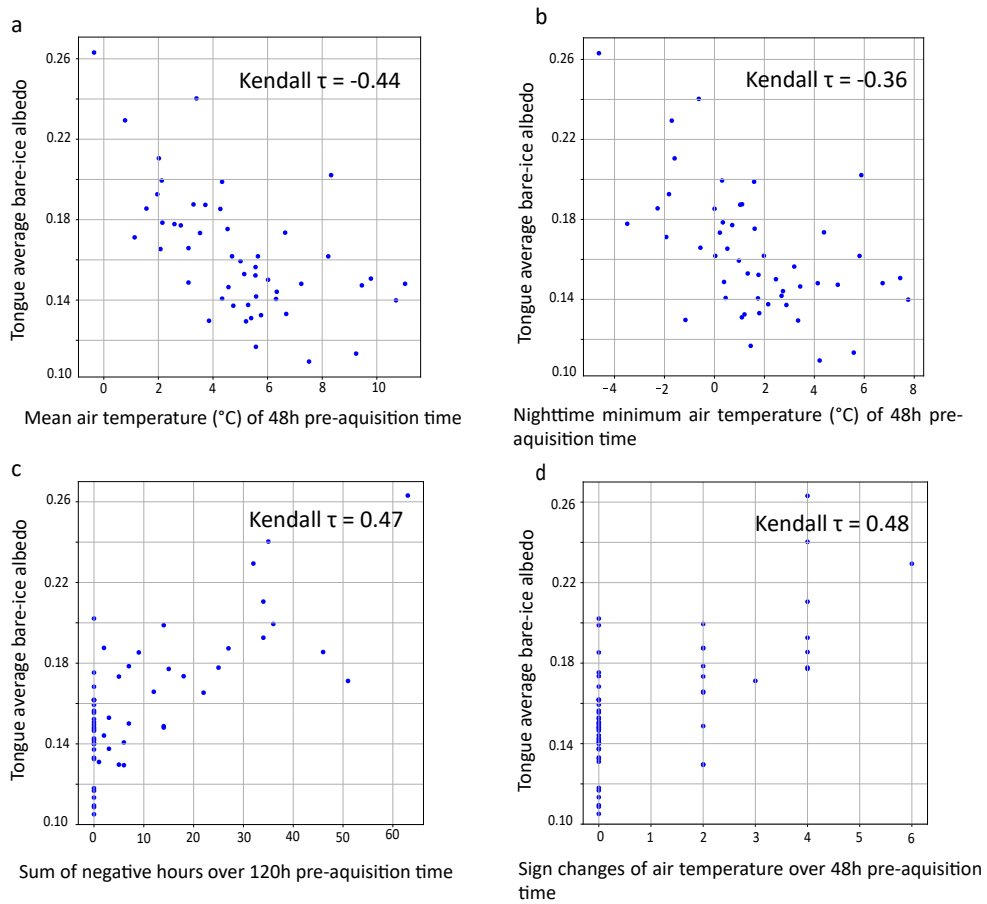 a
Tongue average bare-ice albedo
Kendall τ = -0.44
0.26
0.22
0.18
0.14
0.10
0 2 4 6 8 10
Mean air temperature (°C) of 48h pre-aquisition time
b
Tongue average bare-ice albedo
Kendall τ = -0.36
0.26
0.22
0.18
0.14
0.10
−4 −2 0 2 4 6 8
Nighttime minimum air temperature (°C) of 48h pre-
aquisition time
c
Tongue average bare-ice albedo
Kendall τ = 0.47
0.26
0.22
0.18
0.14
0.10
0 10 20 30 40 50 60
Sum of negative hours over 120h pre-aquisition time
d
Tongue average bare-ice albedo
Kendall τ = 0.48
0.26
0.22
0.18
0.14
0.10
0 1 2 3 4 5 6
Sign changes of air temperature over 48h pre-aquisition
time